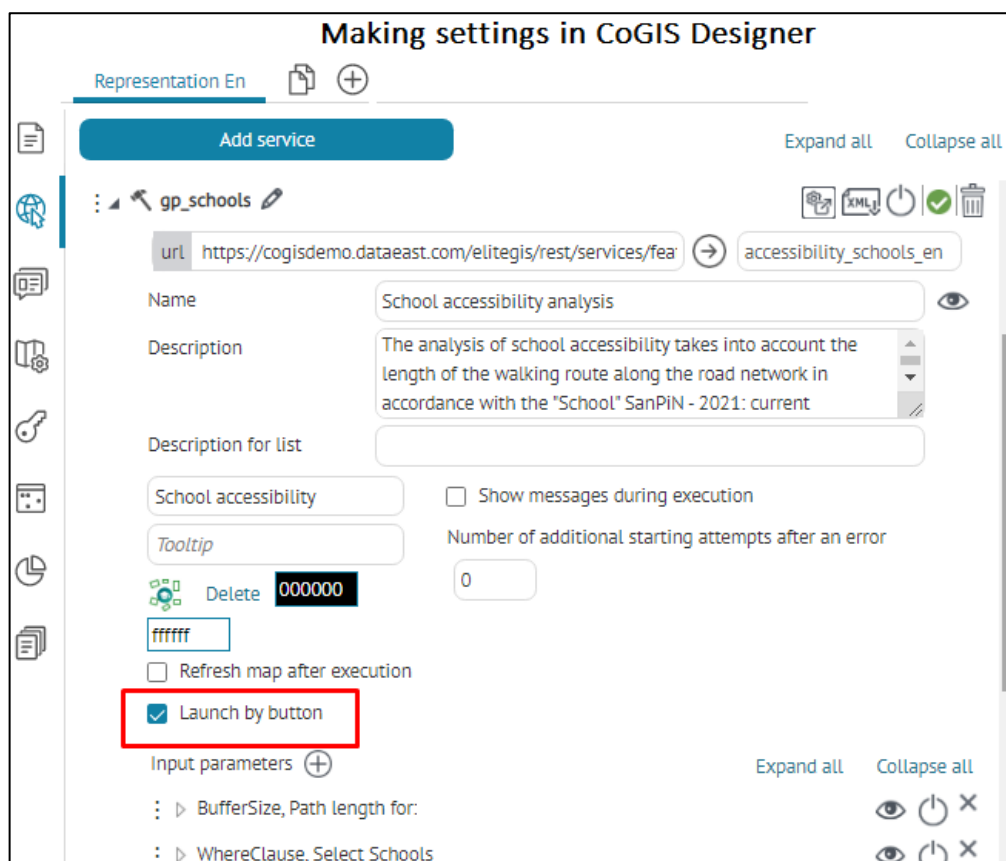 Making settings in CoGIS Designer
Representation En
Add service
Expand all
Collapse all
gp_schools
XML
url https://cogisdemo.dataeast.com/elitegis/rest/services/fea accessibility_schools_en
Name School accessibility analysis
Description The analysis of school accessibility takes into account the
length of the walking route along the road network in
accordance with the "School" SanPiN - 2021: current
Description for list
School accessibility
Show messages during execution
Tooltip
Number of additional starting attempts after an error
0
Delete 000000
ffffff
Refresh map after execution
Launch by button
Input parameters
Expand all
Collapse all
BufferSize, Path length for:
WhereClause, Select Schools